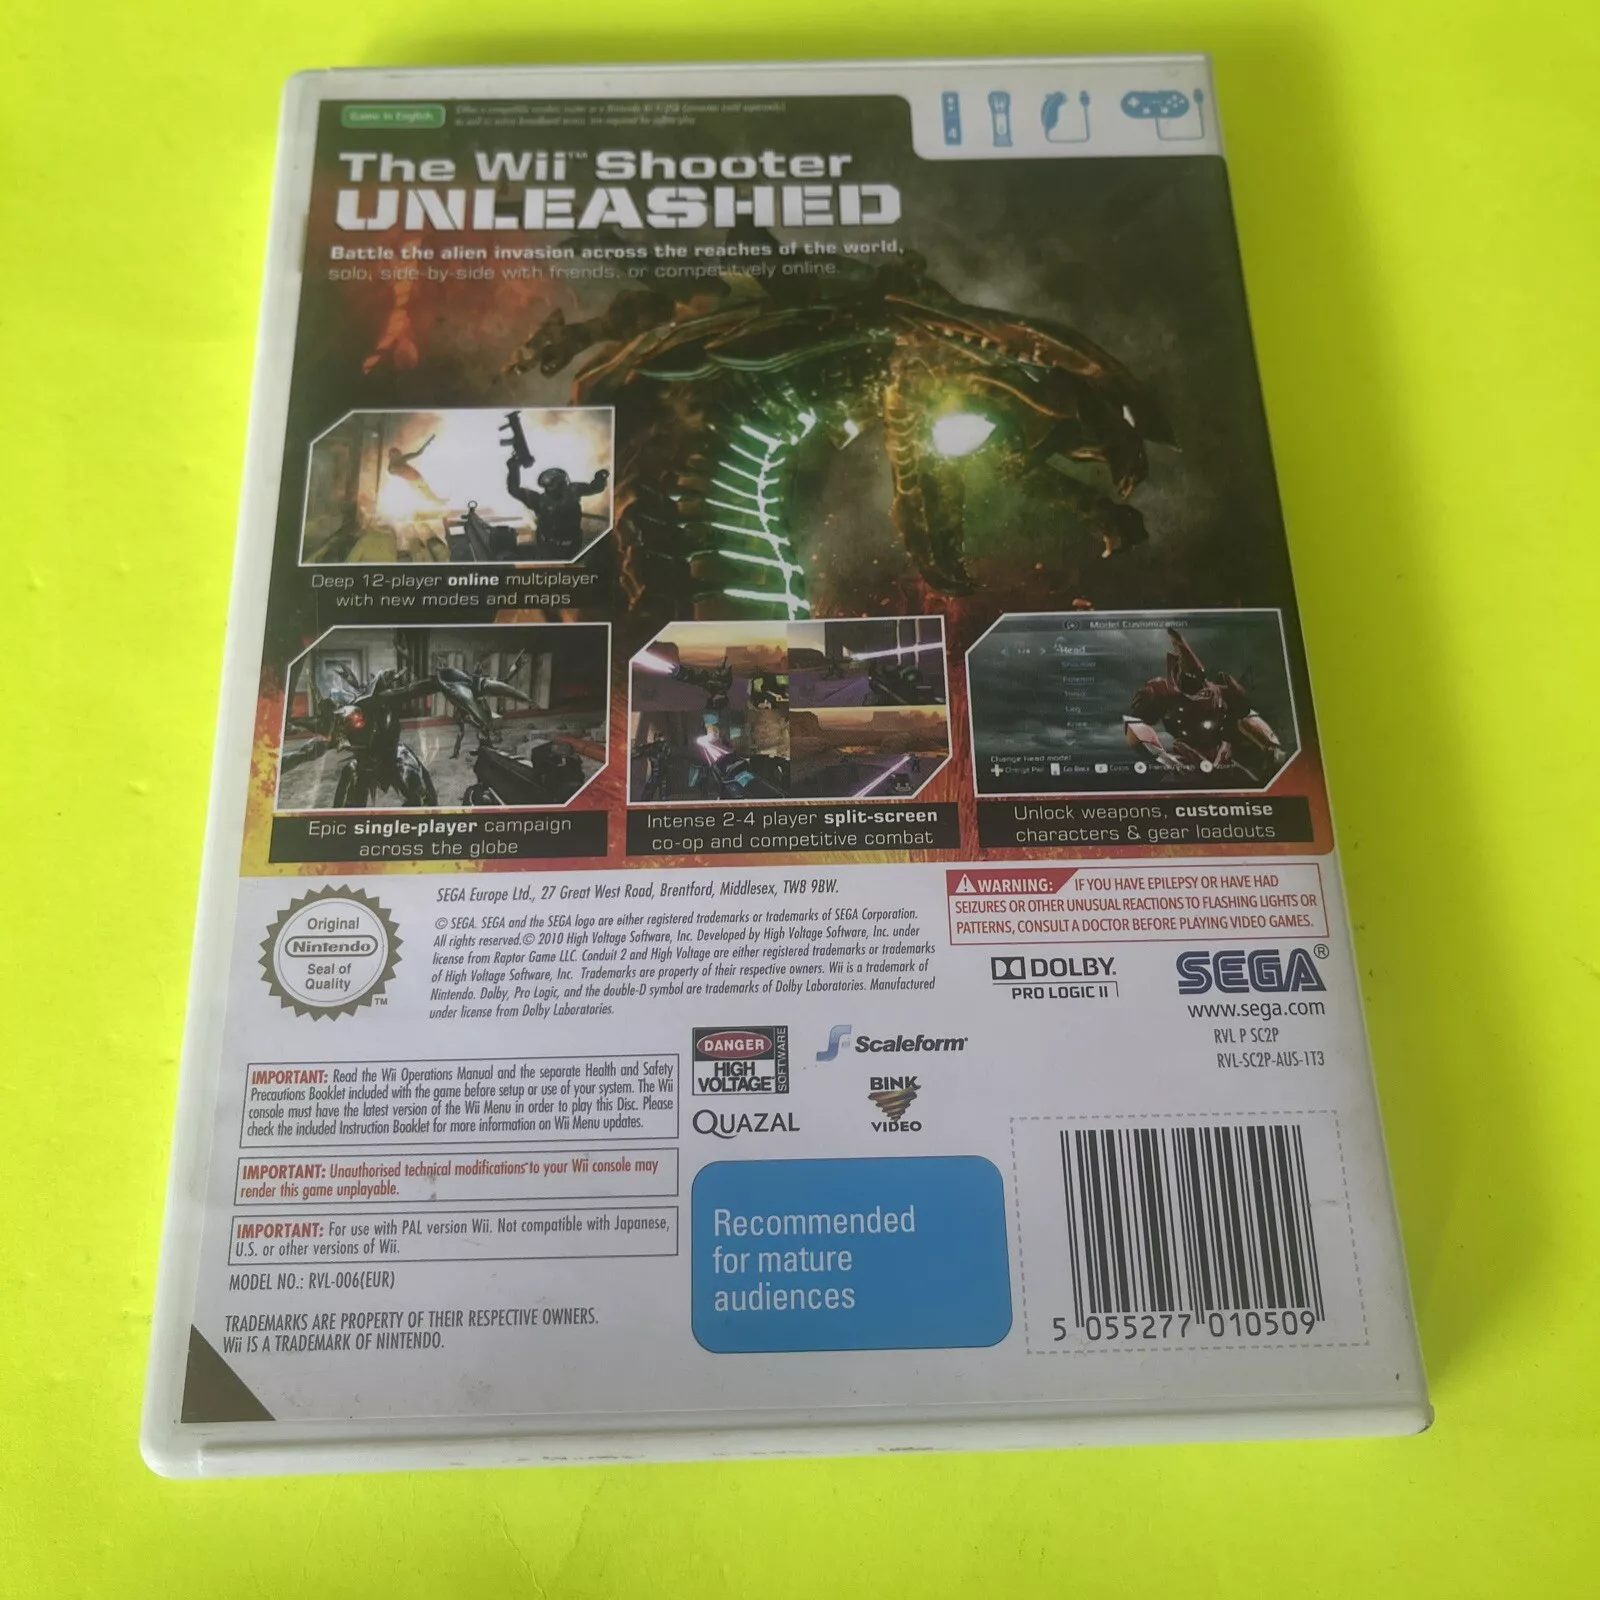 Game in English
The Wii™ Shooter
UNLEASHED
Battle the alien invasion across the reaches of the world,
solo, side-by-side with friends, or competitively online.
4
Deep 12-player online multiplayer
with new modes and maps
Model Customization
Head
Shoulder
Forearm
Torso
Leg
Knee
Change head model
Go Back
Epic single-player campaign
across the globe
Intense 2-4 player split-screen
co-op and competitive combat
Unlock weapons, customise
characters & gear loadouts
Original
Nintendo
Seal of
Quality
TM
SEGA Europe Ltd., 27 Great West Road, Brentford, Middlesex, TW8 9BW.
© SEGA. SEGA and the SEGA logo are either registered trademarks or trademarks of SEGA Corporation.
All rights reserved.© 2010 High Voltage Software, Inc. Developed by High Voltage Software, Inc. under
license from Raptor Game LLC. Conduit 2 and High Voltage are either registered trademarks or trademarks
of High Voltage Software, Inc. Trademarks are property of their respective owners. Wii is a trademark of
Nintendo. Dolby, Pro Logic, and the double-D symbol are trademarks of Dolby Laboratories. Manufactured
under license from Dolby Laboratories.
WARNING: IF YOU HAVE EPILEPSY OR HAVE HAD
SEIZURES OR OTHER UNUSUAL REACTIONS TO FLASHING LIGHTS OR
PATTERNS, CONSULT A DOCTOR BEFORE PLAYING VIDEO GAMES.
DOLBY.
PRO LOGIC II
SEGA®
www.sega.com
RVL P SC2P
RVL-SC2P-AUS-1T3
DANGER
HIGH
VOLTAGE
SOFTWARE
Scaleform
QUAZAL
BINK
VIDEO
IMPORTANT: Read the Wii Operations Manual and the separate Health and Safety
Precautions Booklet included with the game before setup or use of your system. The Wii
console must have the latest version of the Wii Menu in order to play this Disc. Please
check the included Instruction Booklet for more information on Wii Menu updates.
IMPORTANT: Unauthorised technical modifications to your Wii console may
render this game unplayable.
IMPORTANT: For use with PAL version Wii. Not compatible with Japanese,
U.S. or other versions of Wii.
MODEL NO.: RVL-006(EUR)
TRADEMARKS ARE PROPERTY OF THEIR RESPECTIVE OWNERS.
Wii IS A TRADEMARK OF NINTENDO.
Recommended
for mature
audiences
5 055277 010509